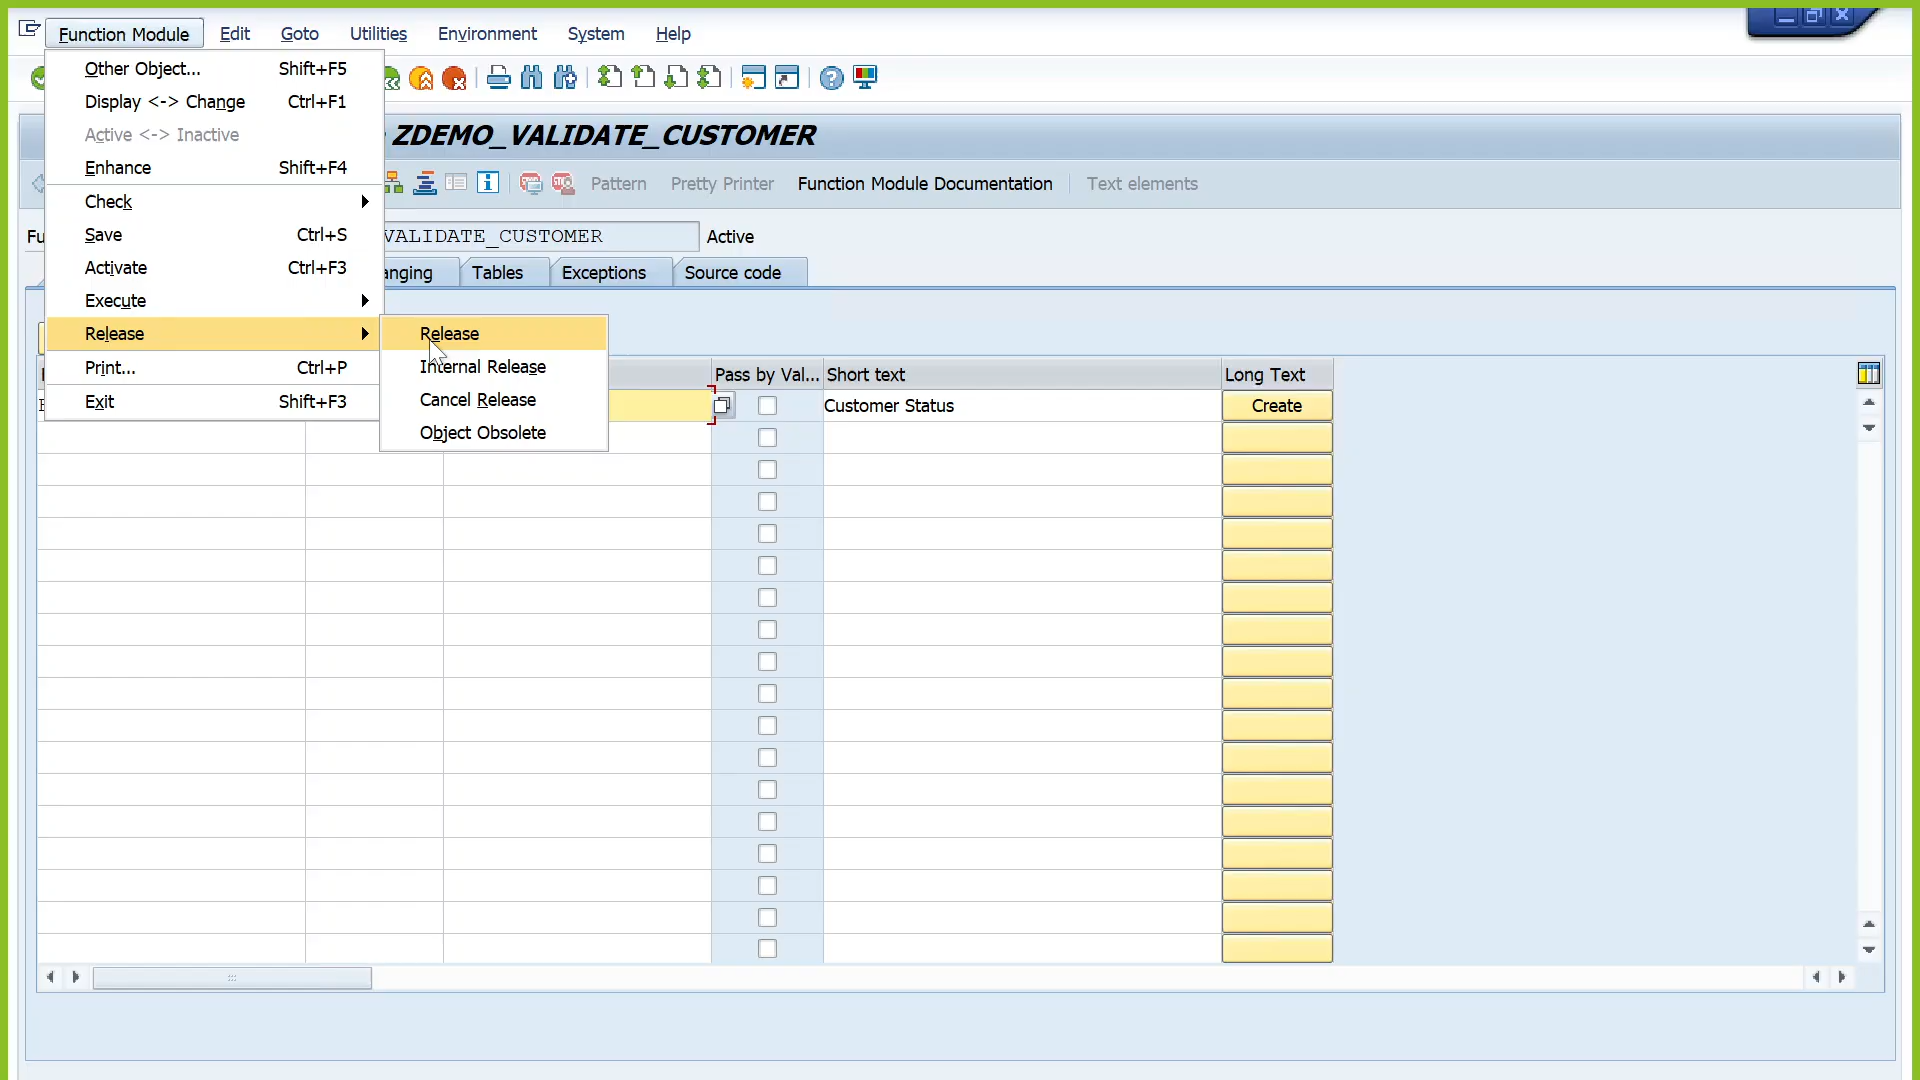 Function Module Edit Goto Utilities Environment System Help
Other Object... Shift+F5
Display <-> Change Ctrl+F1
Active <-> Inactive
Enhance Shift+F4
Check
Save Ctrl+S
Activate Ctrl+F3
Execute
Release
Print... Ctrl+P
Exit Shift+F3
Release
Internal Release
Cancel Release
Object Obsolete
ZDEMO_VALIDATE_CUSTOMER
Pattern Pretty Printer Function Module Documentation Text elements
Fu VALIDATE_CUSTOMER Active
anging Tables Exceptions Source code
Pass by Val... Short text Long Text
Customer Status Create